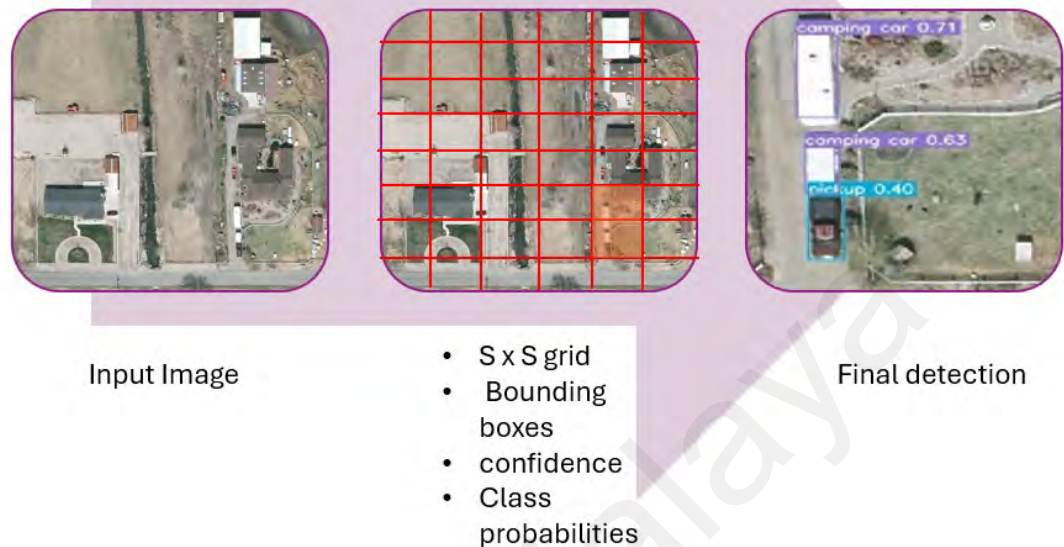 camping car 0.71
camping car 0.63
pickup 0.40
Input Image
• S x S grid
• Bounding
boxes
• confidence
• Class
probabilities
Final detection